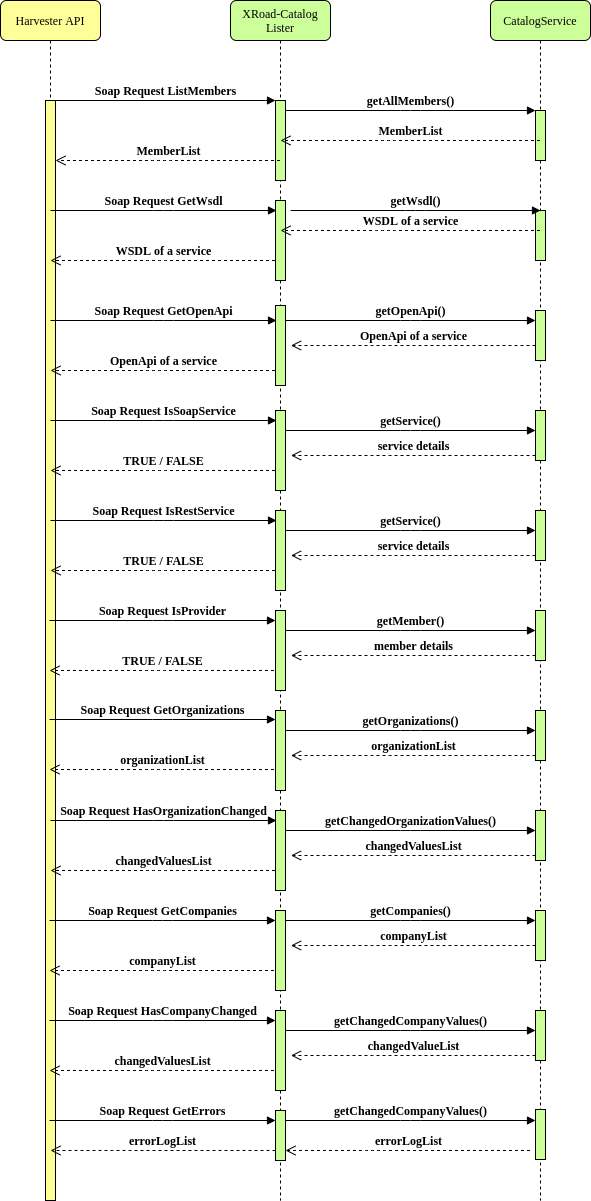 Harvester API
XRoad-Catalog
Lister
CatalogService
Soap Request ListMembers
getAllMembers()
MemberList
MemberList
Soap Request GetWsdl
getWsdl()
WSDL of a service
WSDL of a service
Soap Request GetOpenApi
getOpenApi()
OpenApi of a service
OpenApi of a service
Soap Request IsSoapService
getService()
service details
TRUE / FALSE
Soap Request IsRestService
getService()
service details
TRUE / FALSE
Soap Request IsProvider
getMember()
member details
TRUE / FALSE
Soap Request GetOrganizations
getOrganizations()
organizationList
organizationList
Soap Request HasOrganizationChanged
getChangedOrganizationValues()
changedValuesList
changedValuesList
Soap Request GetCompanies
getCompanies()
companyList
companyList
Soap Request HasCompanyChanged
getChangedCompanyValues()
changedValueList
changedValuesList
Soap Request GetErrors
getChangedCompanyValues()
errorLogList
errorLogList